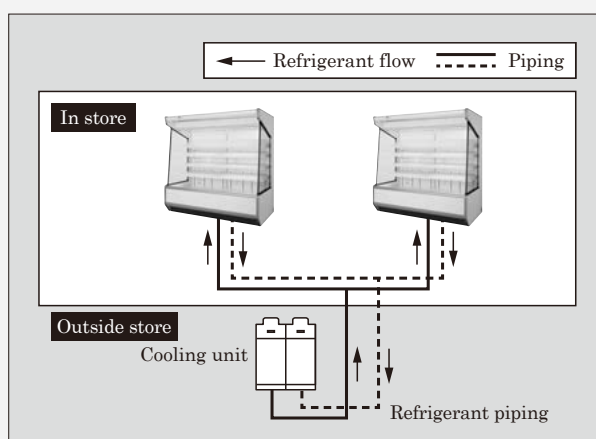 Refrigerant flow
Piping
In store
Outside store
Cooling unit
Refrigerant piping